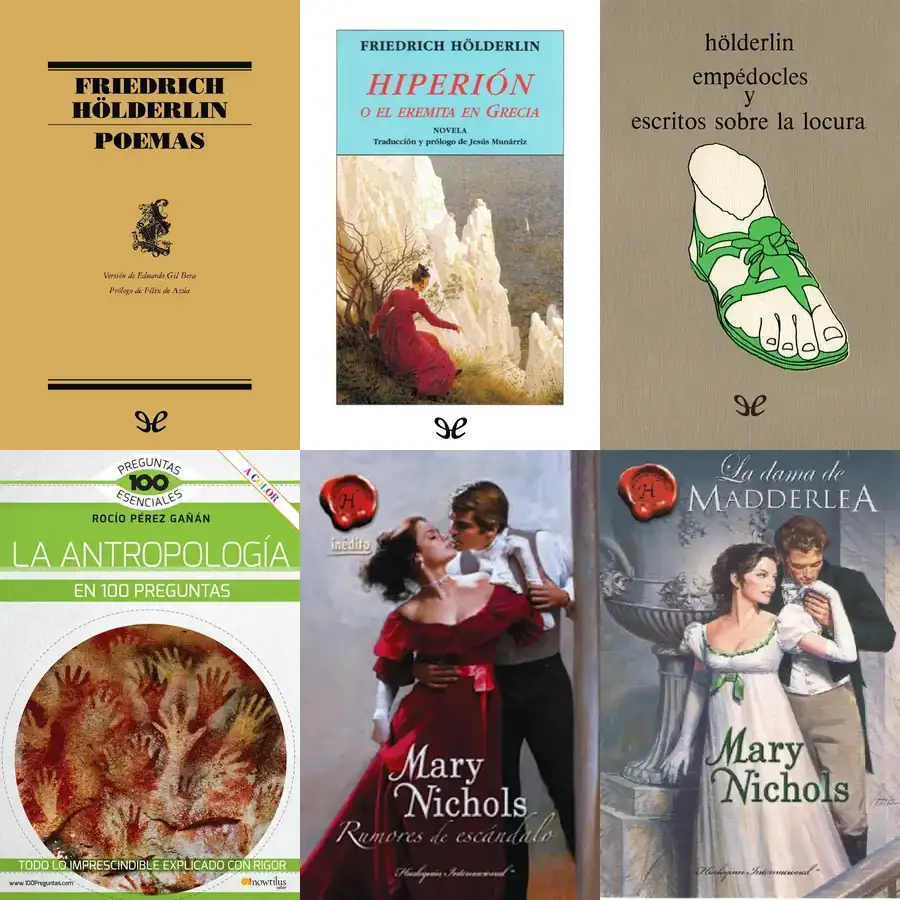 FRIEDRICH
HÖLDERLIN
POEMAS
Versión de Eduardo Gil Bera
Prólogo de Félix de Azúa
FRIEDRICH HÖLDERLIN
HIPERIÓN
O EL EREMITA EN GRECIA
NOVELA
Traducción y prólogo de Jesús Munárriz
hölderlin
empédocles
y
escritos sobre la locura
PREGUNTAS
100
ESENCIALES
A COLOR
ROCÍO PÉREZ GAÑÁN
LA ANTROPOLOGÍA
EN 100 PREGUNTAS
TODO LO IMPRESCINDIBLE EXPLICADO CON RIGOR
www.100Preguntas.com
nowtilus
saber
H
inédito
Mary
Nichols
Rumores de escándalo
Harlequin Internacional™
H
La dama de
MADDERLEA
Mary
Nichols
Harlequin Internacional™